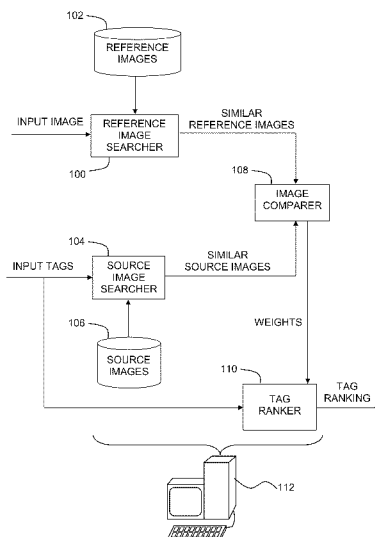 102
REFERENCE
IMAGES
INPUT IMAGE
REFERENCE
IMAGE
SEARCHER
100
SIMILAR
REFERENCE IMAGES
108
IMAGE
COMPARER
104
INPUT TAGS
SOURCE
IMAGE
SEARCHER
SIMILAR
SOURCE IMAGES
106
SOURCE
IMAGES
WEIGHTS
110
TAG
RANKER
TAG
RANKING
112